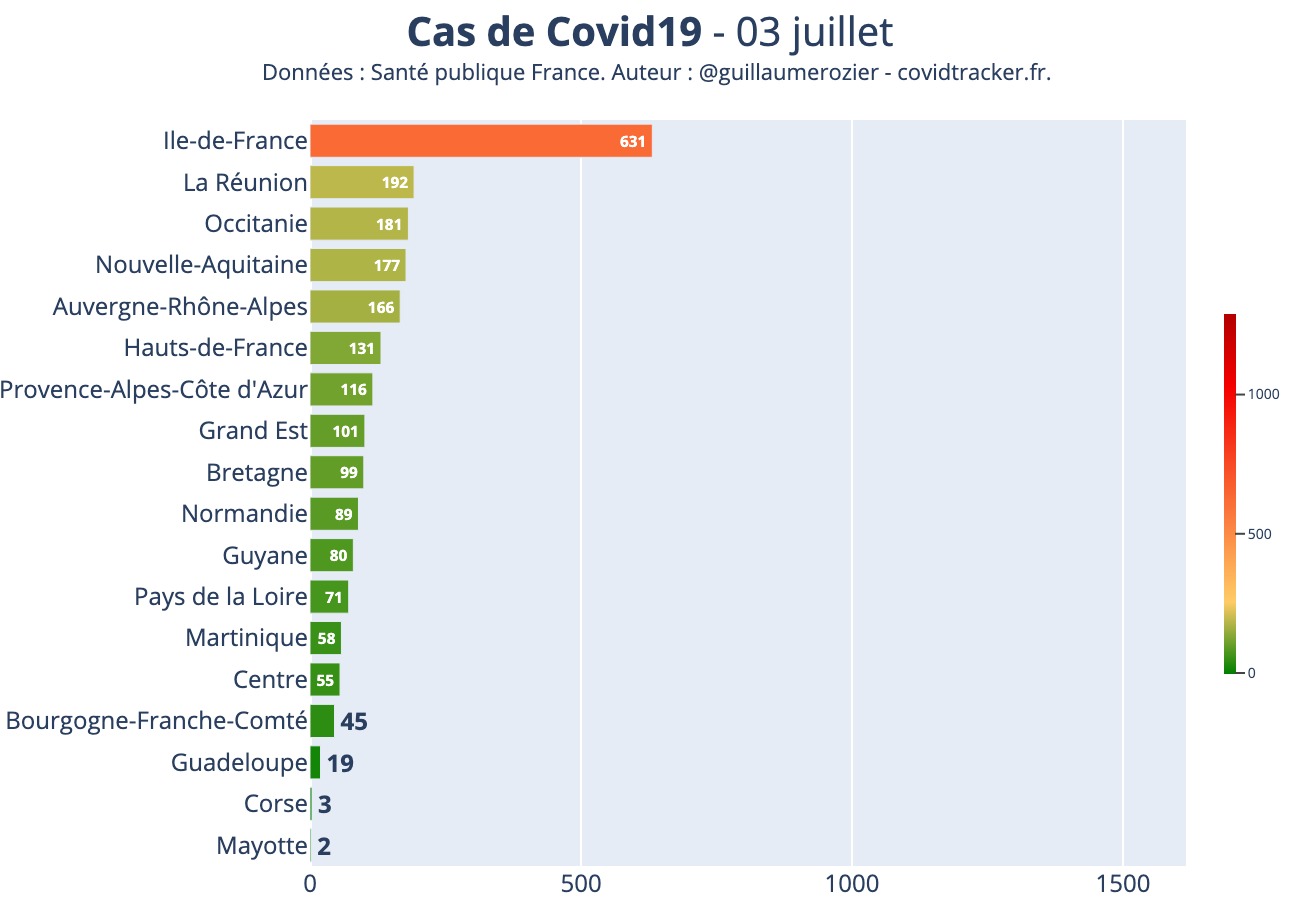 Cas de Covid19 - 03 juillet
Données : Santé publique France. Auteur : @guillaumerozier - covidtracker.fr.
Ile-de-France 631
La Réunion 192
Occitanie 181
Nouvelle-Aquitaine 177
Auvergne-Rhône-Alpes 166
Hauts-de-France 131
Provence-Alpes-Côte d'Azur 116
Grand Est 101
Bretagne 99
Normandie 89
Guyane 80
Pays de la Loire 71
Martinique 58
Centre 55
Bourgogne-Franche-Comté 45
Guadeloupe 19
Corse 3
Mayotte 2
0 500 1000 1500
1000
500
0